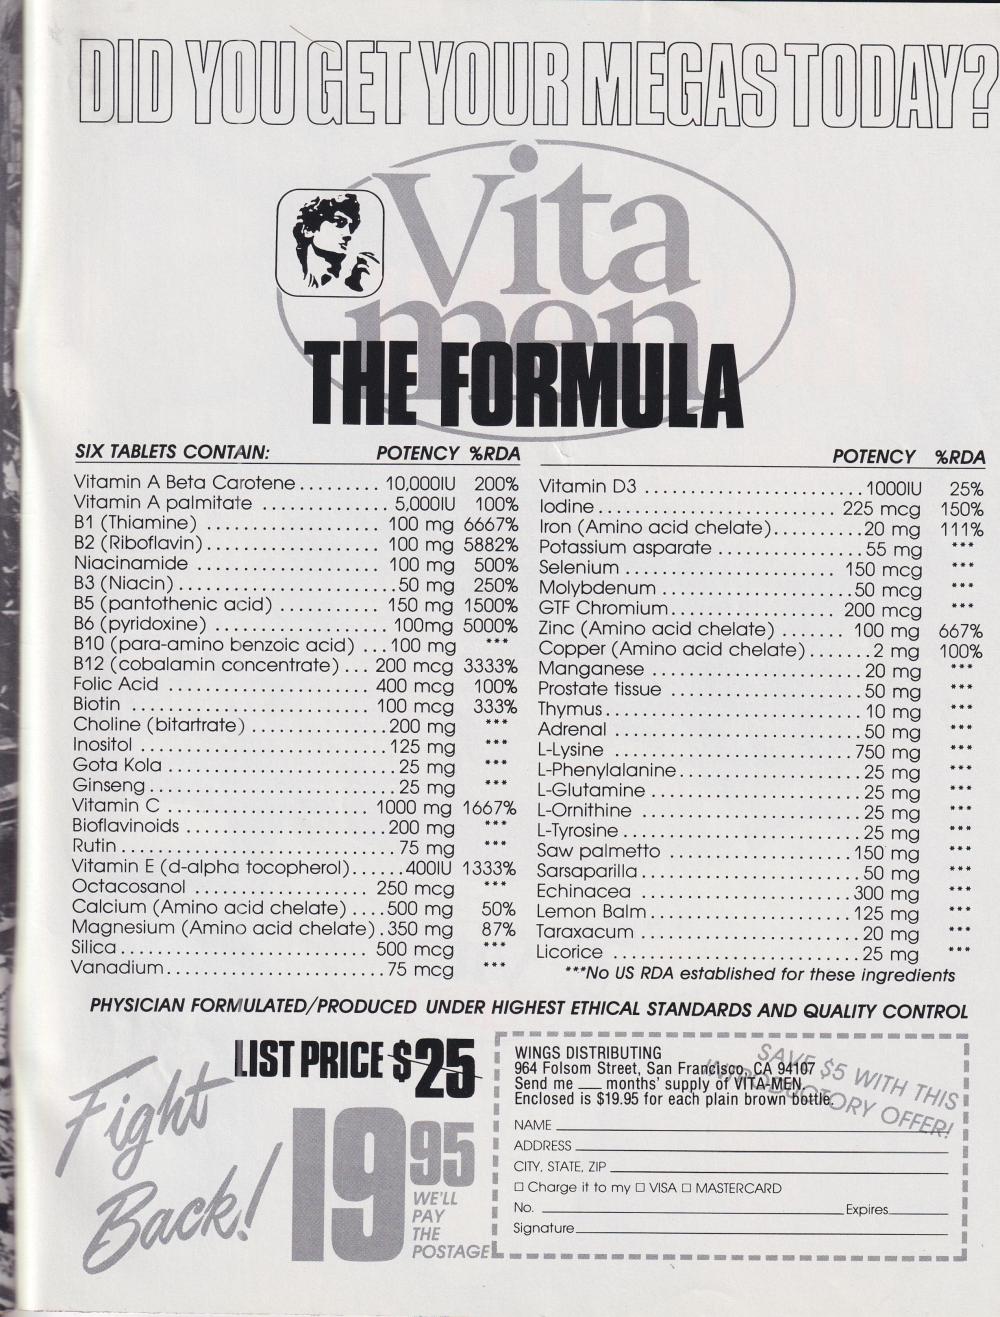 DID YOU GET YOUR MEGAS TODAY?
Vita
men
THE FORMULA
SIX TABLETS CONTAIN: POTENCY %RDA
Vitamin A Beta Carotene ......... 10,000IU 200%
Vitamin A palmitate ............. 5,000IU 100%
B1 (Thiamine) .................. 100 mg 6667%
B2 (Riboflavin) ................. 100 mg 5882%
Niacinamide .................. 100 mg 500%
B3 (Niacin) .................... 50 mg 250%
B5 (pantothenic acid) ........... 150 mg 1500%
B6 (pyridoxine) .................. 100mg 5000%
B10 (para-amino benzoic acid) ... 100 mg ***
B12 (cobalamin concentrate) ... 200 mcg 3333%
Folic Acid ..................... 400 mcg 100%
Biotin ........................ 100 mcg 333%
Choline (bitartrate) ............. 200 mg ***
Inositol ........................ 125 mg ***
Gota Kola ...................... 25 mg ***
Ginseng ........................ 25 mg ***
Vitamin C .................... 1000 mg 1667%
Bioflavinoids ................... 200 mg ***
Rutin .......................... 75 mg ***
Vitamin E (d-alpha tocopherol) ...... 400IU 1333%
Octacosanol ................. 250 mcg ***
Calcium (Amino acid chelate) .... 500 mg 50%
Magnesium (Amino acid chelate) . 350 mg 87%
Silica ........................ 500 mcg ***
Vanadium ..................... 75 mcg ***
POTENCY %RDA
Vitamin D3 ...................... 1000IU 25%
Iodine ....................... 225 mcg 150%
Iron (Amino acid chelate) ......... 20 mg 111%
Potassium asparate .............. 55 mg ***
Selenium ..................... 150 mcg ***
Molybdenum ................... 50 mcg ***
GTF Chromium ................ 200 mcg ***
Zinc (Amino acid chelate) ....... 100 mg 667%
Copper (Amino acid chelate) ....... 2 mg 100%
Manganese .................... 20 mg ***
Prostate tissue .................. 50 mg ***
Thymus ......................... 10 mg ***
Adrenal ........................ 50 mg ***
L-Lysine ...................... 750 mg ***
L-Phenylalanine .................. 25 mg ***
L-Glutamine ..................... 25 mg ***
L-Ornithine ..................... 25 mg ***
L-Tyrosine ....................... 25 mg ***
Saw palmetto .................. 150 mg ***
Sarsaparilla ..................... 50 mg ***
Echinacea ..................... 300 mg ***
Lemon Balm .................... 125 mg ***
Taraxacum ..................... 20 mg ***
Licorice ....................... 25 mg ***
***No US RDA established for these ingredients
PHYSICIAN FORMULATED/PRODUCED UNDER HIGHEST ETHICAL STANDARDS AND QUALITY CONTROL
Fight
Back!
LIST PRICE $25
19 95
WE'LL
PAY
THE
POSTAGE
SAVE $5 WITH THIS
INTRODUCTORY OFFER!
WINGS DISTRIBUTING
964 Folsom Street, San Francisco, CA 94107
Send me ___ months' supply of VITA-MEN.
Enclosed is $19.95 for each plain brown bottle.
NAME
ADDRESS
CITY, STATE, ZIP
□ Charge it to my □ VISA □ MASTERCARD
No. Expires
Signature